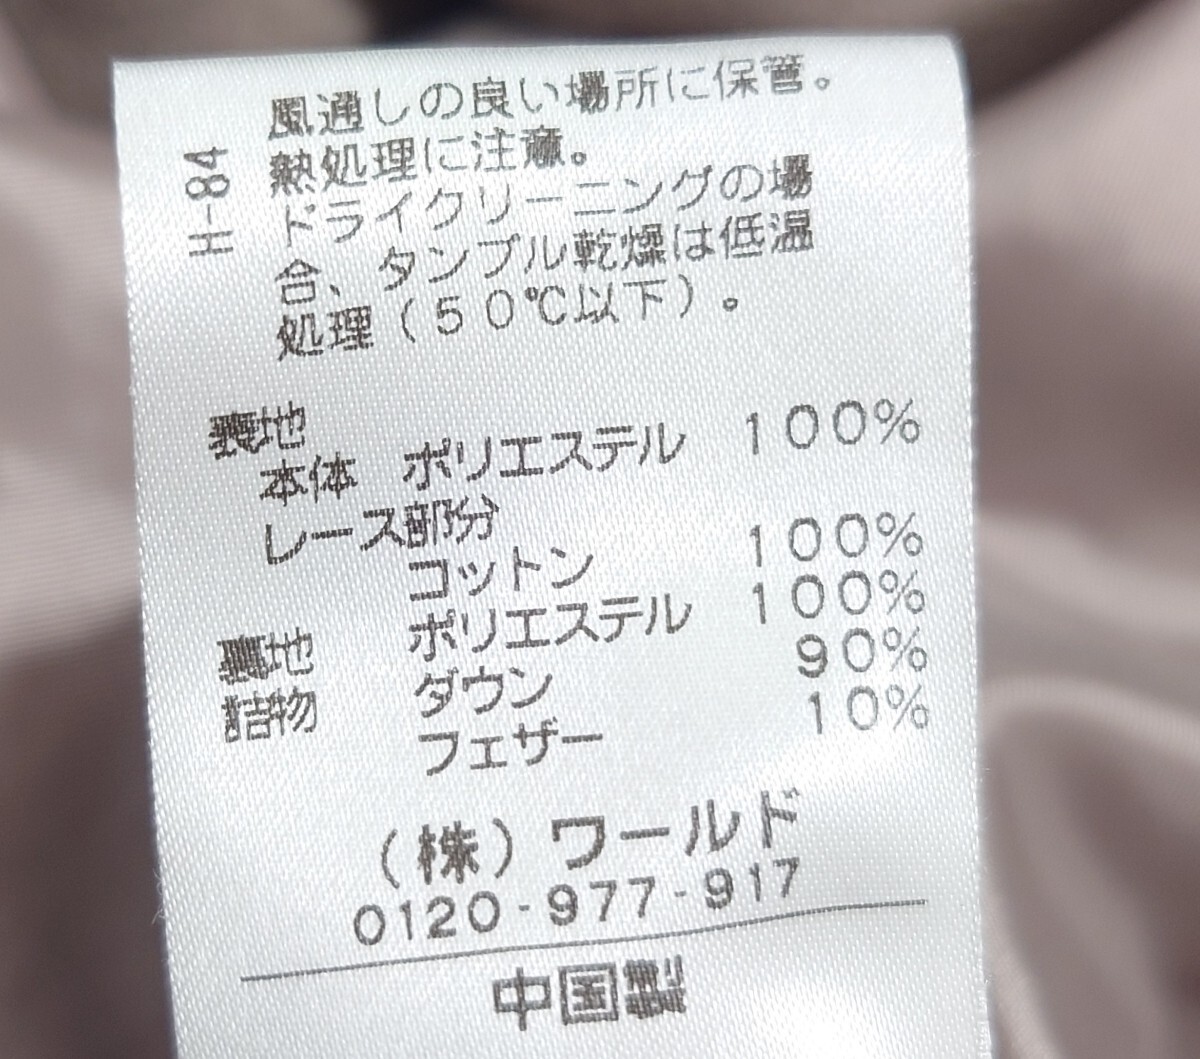 風通しの良い場所に保管。
熱処理に注意。
ドライクリーニングの場
合、タンブル乾燥は低温
処理（50℃以下）。
H-84
裏地
本体 ポリエステル 100%
レース部分
コットン 100%
裏地 ポリエステル 100%
詰物 ダウン 90%
フェザー 10%
（株）ワールド
0120-977-917
中国製